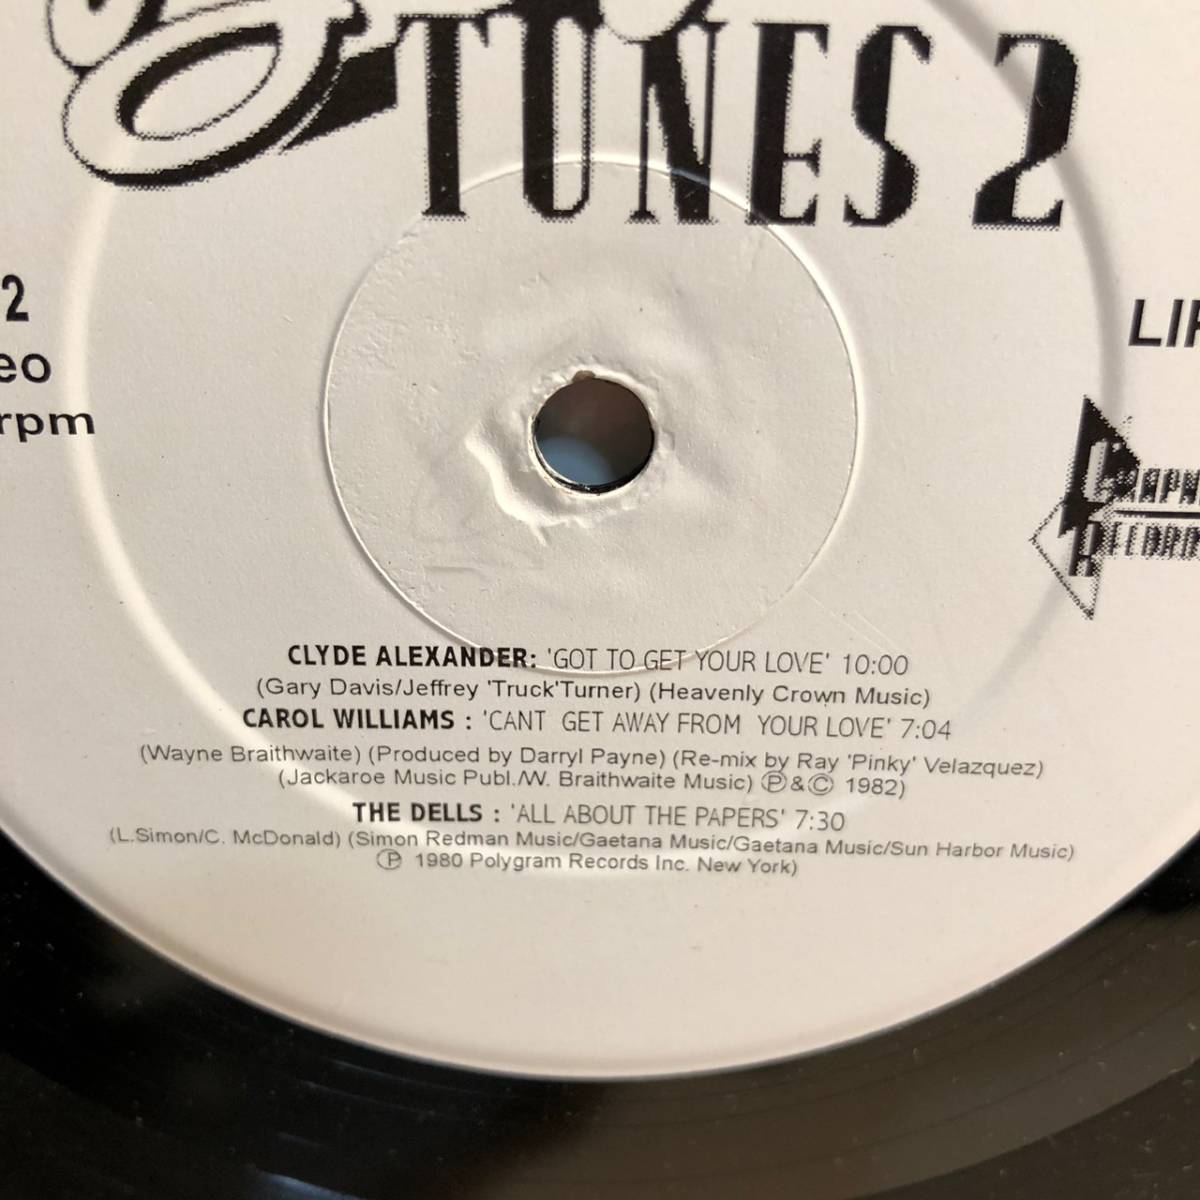 TUNES 2
2
rpm
CLYDE ALEXANDER: 'GOT TO GET YOUR LOVE' 10:00
(Gary Davis/Jeffrey 'Truck'Turner) (Heavenly Crown Music)
CAROL WILLIAMS : 'CANT GET AWAY FROM YOUR LOVE' 7:04
(Wayne Braithwaite) (Produced by Darryl Payne) (Re-mix by Ray 'Pinky' Velazquez)
(Jackaroe Music Publ./W. Braithwaite Music) ℗&© 1982)
THE DELLS : 'ALL ABOUT THE PAPERS' 7:30
(L.Simon/C. McDonald) (Simon Redman Music/Gaetana Music/Gaetana Music/Sun Harbor Music)
℗ 1980 Polygram Records Inc. New York)